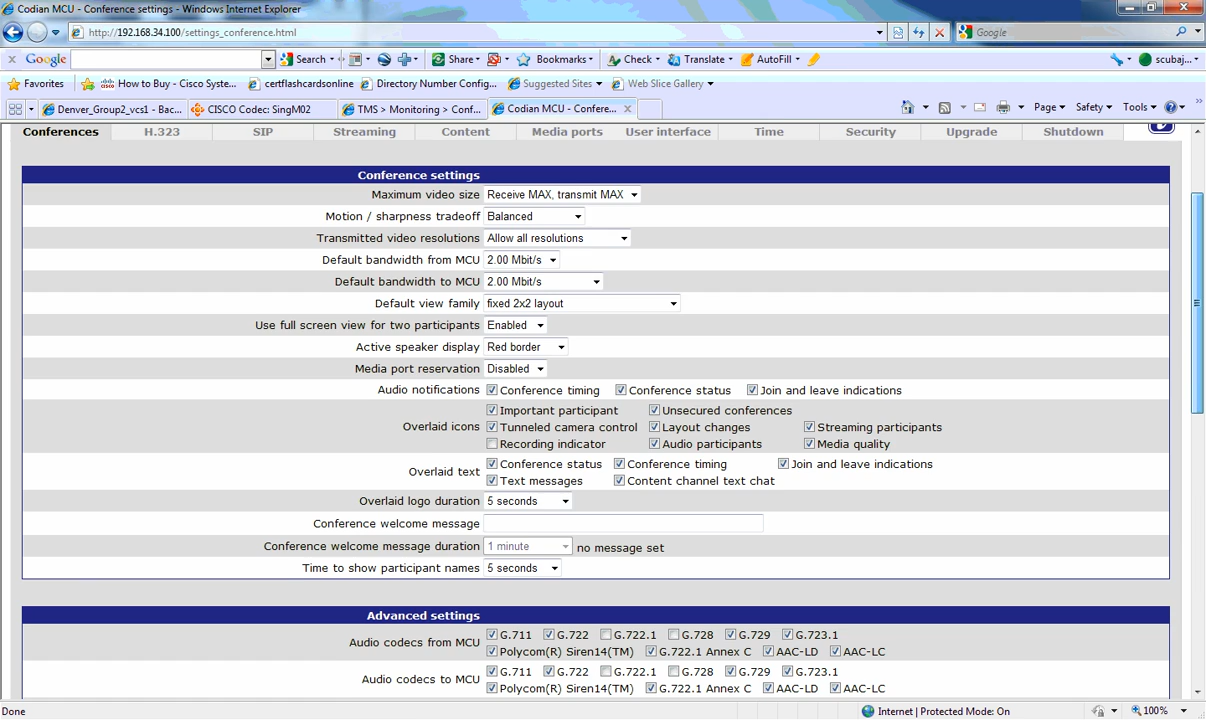 Codian MCU - Conference settings - Windows Internet Explorer
http://192.168.34.100/settings_conference.html
Google
x Google Search Share Bookmarks Check Translate AutoFill scubaj...
Favorites How to Buy - Cisco System... certflashcardsonline Directory Number Config... Suggested Sites Web Slice Gallery
Denver_Group2_vcs1 - Bac... CISCO Codec: SingM02 TMS > Monitoring > Conf... Codian MCU - Confere... x Page Safety Tools »
Conferences H.323 SIP Streaming Content Media ports User interface Time Security Upgrade Shutdown
Conference settings
Maximum video size Receive MAX, transmit MAX
Motion / sharpness tradeoff Balanced
Transmitted video resolutions Allow all resolutions
Default bandwidth from MCU 2.00 Mbit/s
Default bandwidth to MCU 2.00 Mbit/s
Default view family fixed 2x2 layout
Use full screen view for two participants Enabled
Active speaker display Red border
Media port reservation Disabled
Audio notifications Conference timing Conference status Join and leave indications
Important participant Unsecured conferences
Overlaid icons Tunneled camera control Layout changes Streaming participants
Recording indicator Audio participants Media quality
Overlaid text Conference status Conference timing Join and leave indications
Text messages Content channel text chat
Overlaid logo duration 5 seconds
Conference welcome message
Conference welcome message duration 1 minute no message set
Time to show participant names 5 seconds
Advanced settings
Audio codecs from MCU G.711 G.722 G.722.1 G.728 G.729 G.723.1
Polycom(R) Siren14(TM) G.722.1 Annex C AAC-LD AAC-LC
Audio codecs to MCU G.711 G.722 G.722.1 G.728 G.729 G.723.1
Polycom(R) Siren14(TM) G.722.1 Annex C AAC-LD AAC-LC
Done Internet | Protected Mode: On 100%